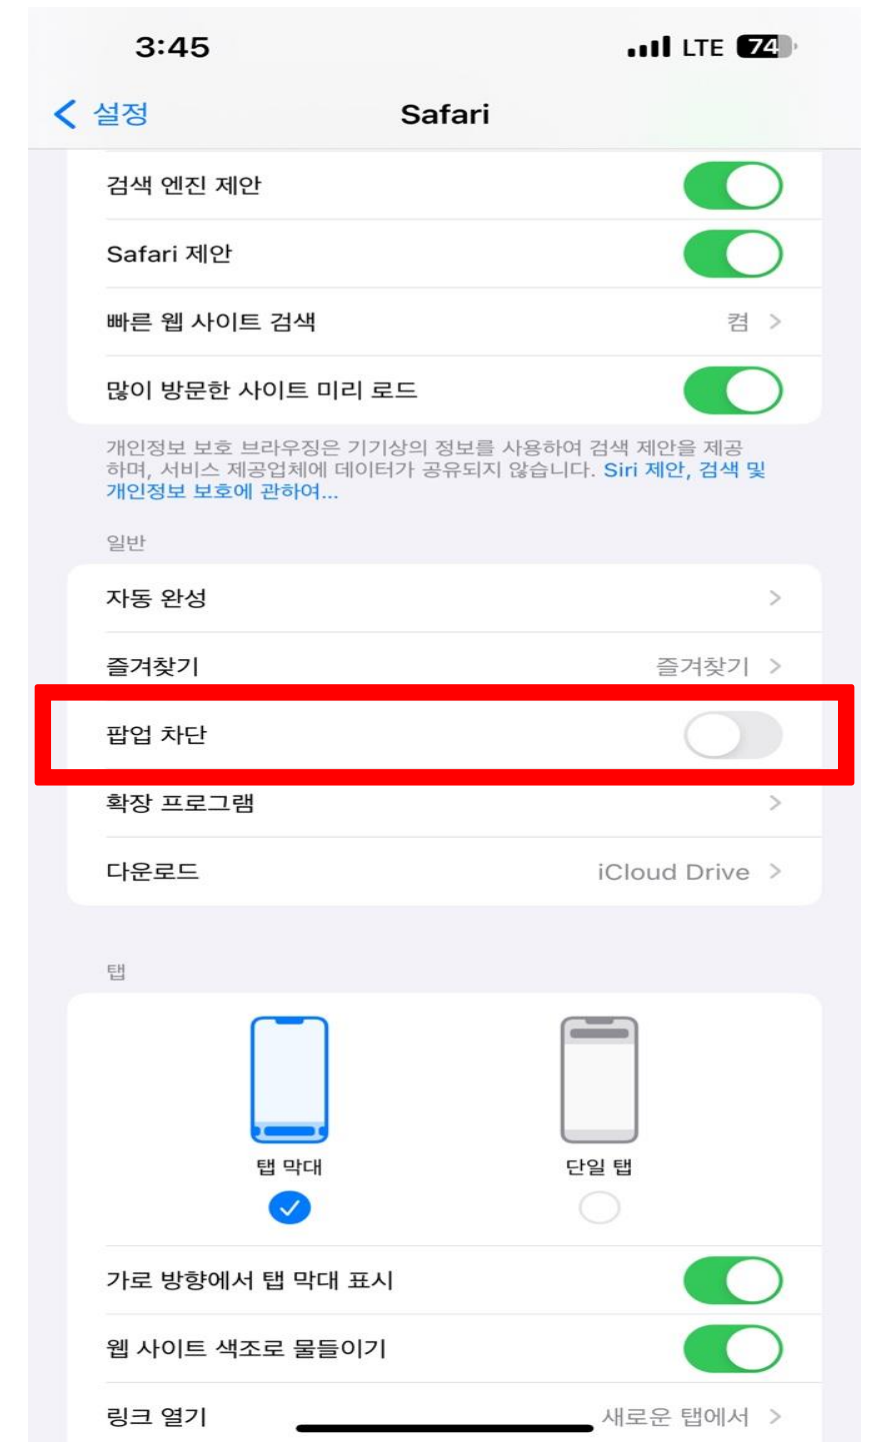 3:45
LTE 74
설정
Safari
검색 엔진 제안
Safari 제안
빠른 웹 사이트 검색 켬
많이 방문한 사이트 미리 로드
개인정보 보호 브라우징은 기기상의 정보를 사용하여 검색 제안을 제공
하며, 서비스 제공업체에 데이터가 공유되지 않습니다. Siri 제안, 검색 및
개인정보 보호에 관하여...
일반
자동 완성
즐겨찾기 즐겨찾기
팝업 차단
확장 프로그램
다운로드 iCloud Drive
탭
탭 막대 단일 탭
가로 방향에서 탭 막대 표시
웹 사이트 색조로 물들이기
링크 열기 새로운 탭에서